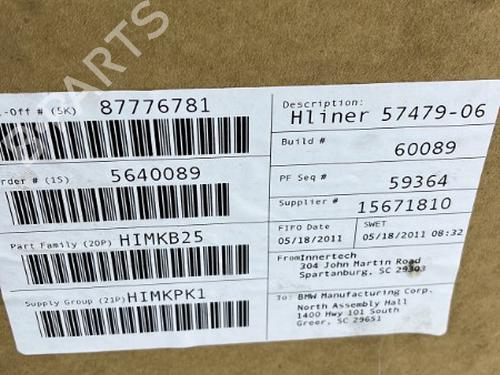 PARTS
-Off # (5K) 87776781
rder # (1S) 5640089
Part Family (20P) HIMKB25
Supply Group (21P) HIMKPK1
Description:
Hliner 57479-06
Build # 60089
PF Seq # 59364
Supplier # 15671810
FIFO Date SWET
05/18/2011 05/18/2011 08:32
From Innertech
304 John Martin Road
Spartanburg, SC 29303
To: BMW Manufacturing Corp.
North Assembly Hall
1400 Hwy 101 South
Greer, SC 29651